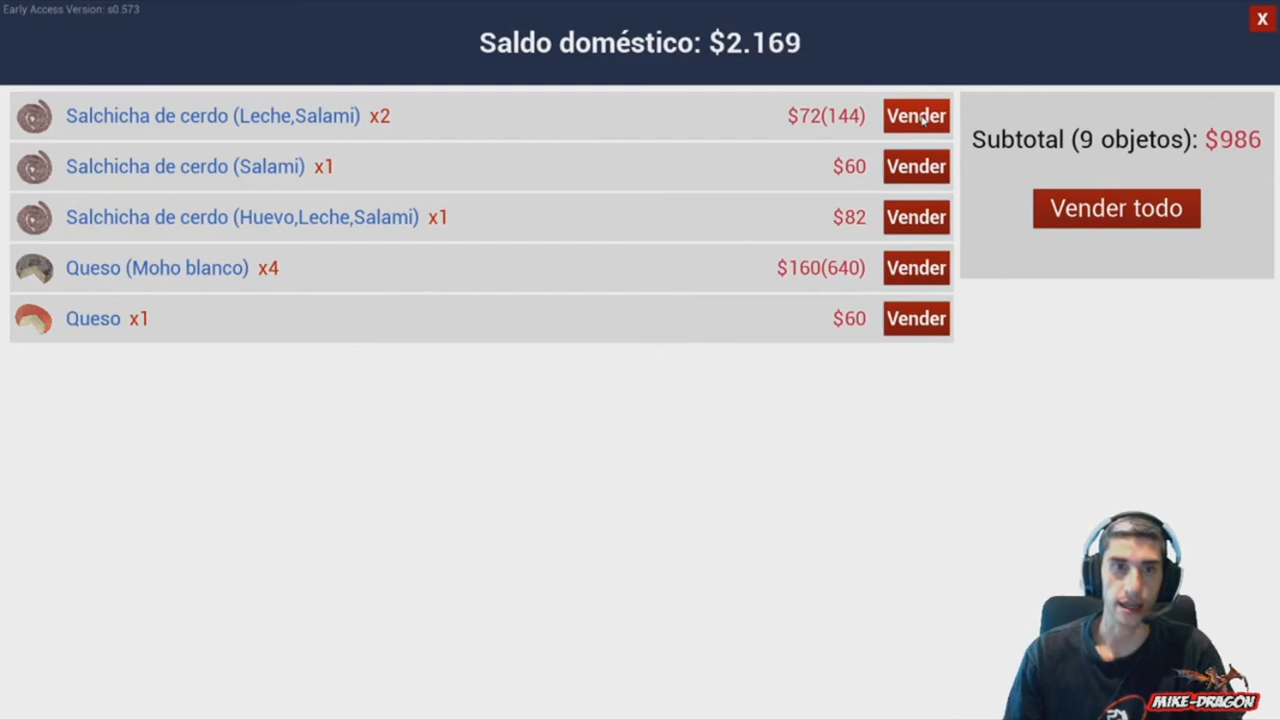 Early Access Version: s0.573
X
Saldo doméstico: $2.169
Salchicha de cerdo (Leche,Salami) x2 $72(144) Vender
Salchicha de cerdo (Salami) x1 $60 Vender
Salchicha de cerdo (Huevo,Leche,Salami) x1 $82 Vender
Queso (Moho blanco) x4 $160(640) Vender
Queso x1 $60 Vender
Subtotal (9 objetos): $986
Vender todo
MIKE-DRAGON